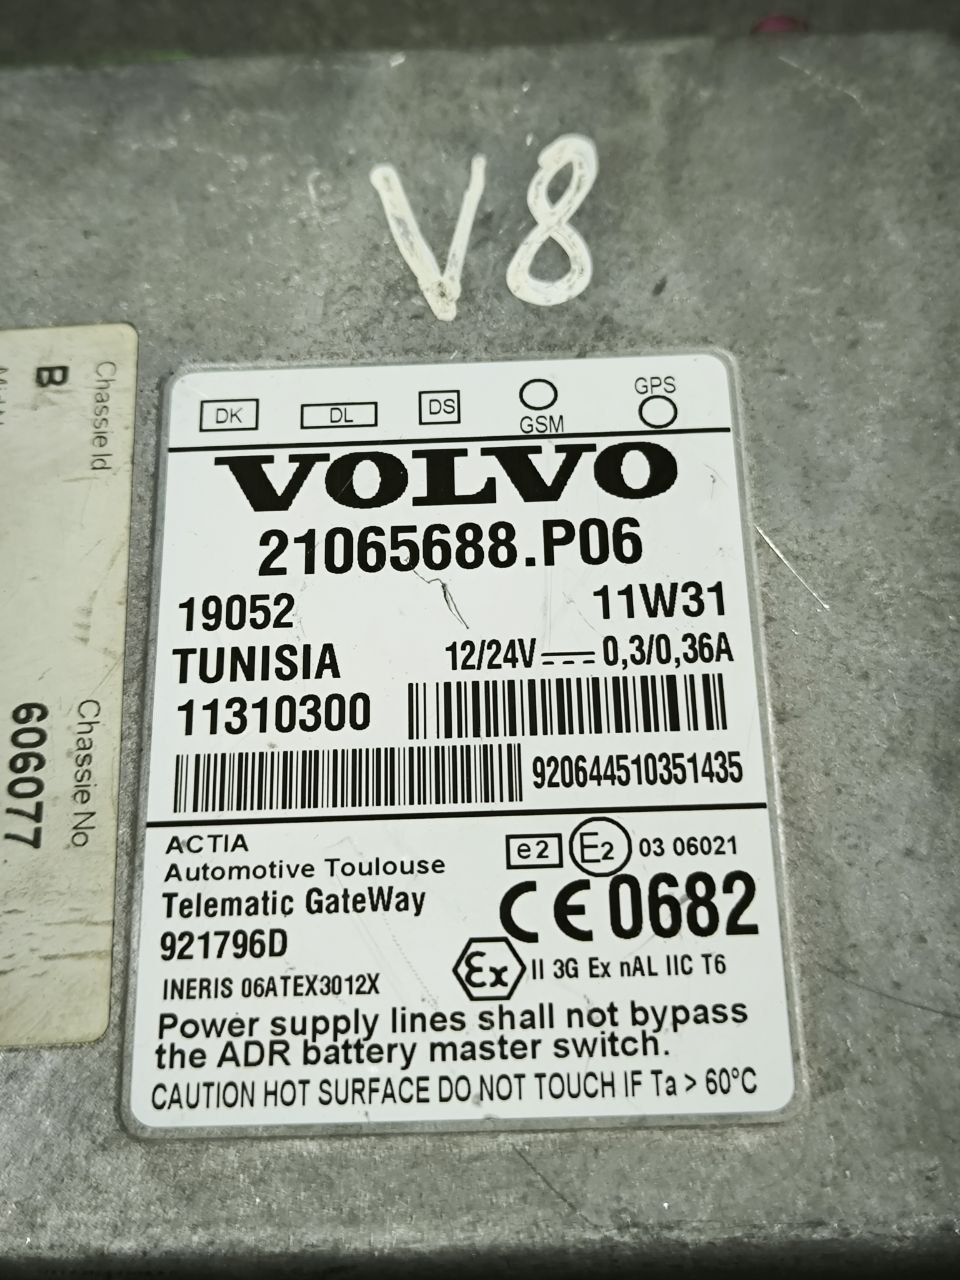 V8
Chassie Id
B
Chassie No
606077
DK DL DS GSM GPS
VOLVO
21065688.P06
19052 11W31
TUNISIA 12/24V 0,3/0,36A
11310300
920644510351435
ACTIA
Automotive Toulouse
Telematic GateWay
921796D
INERIS 06ATEX3012X
e2 E2 03 06021
CE 0682
Ex II 3G Ex nAL IIC T6
Power supply lines shall not bypass
the ADR battery master switch.
CAUTION HOT SURFACE DO NOT TOUCH IF Ta > 60°C